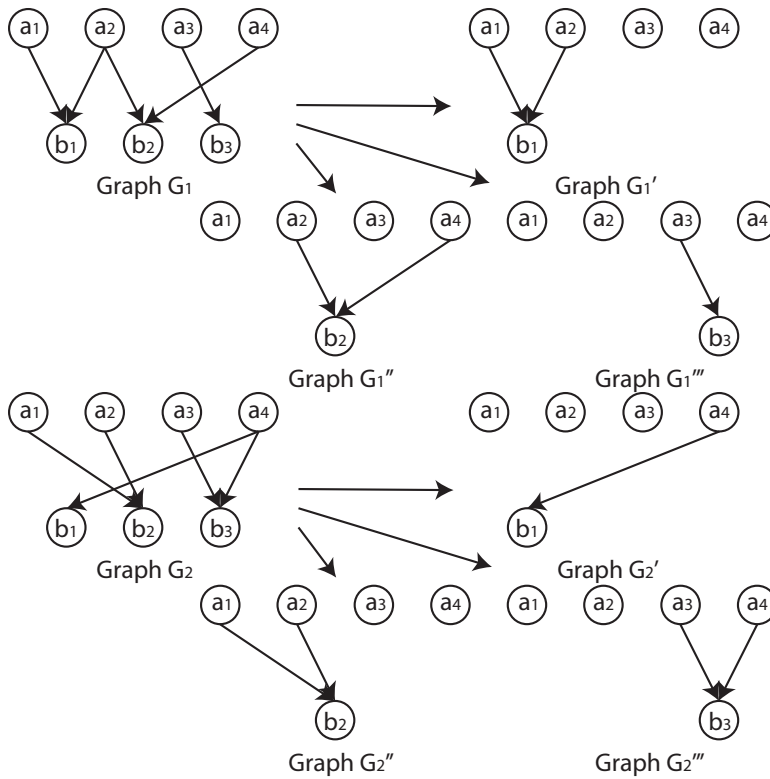 a1 a2 a3 a4 a1 a2 a3 a4
b1 b2 b3 b1
Graph G1 Graph G1'
a1 a2 a3 a4 a1 a2 a3 a4
b2 b3
Graph G1'' Graph G1'''
a1 a2 a3 a4 a1 a2 a3 a4
b1 b2 b3 b1
Graph G2 Graph G2'
a1 a2 a3 a4 a1 a2 a3 a4
b2 b3
Graph G2'' Graph G2'''